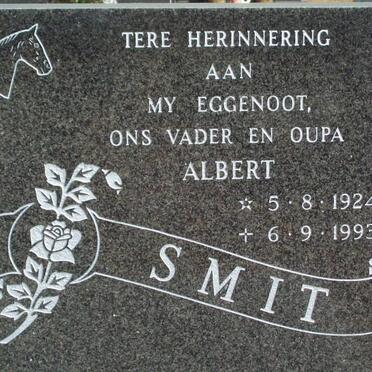 TERE HERINNERING
AAN
MY EGGENOOT,
ONS VADER EN OUPA
ALBERT
☆ 5 · 8 · 1924
+ 6 · 9 · 1993
SMIT